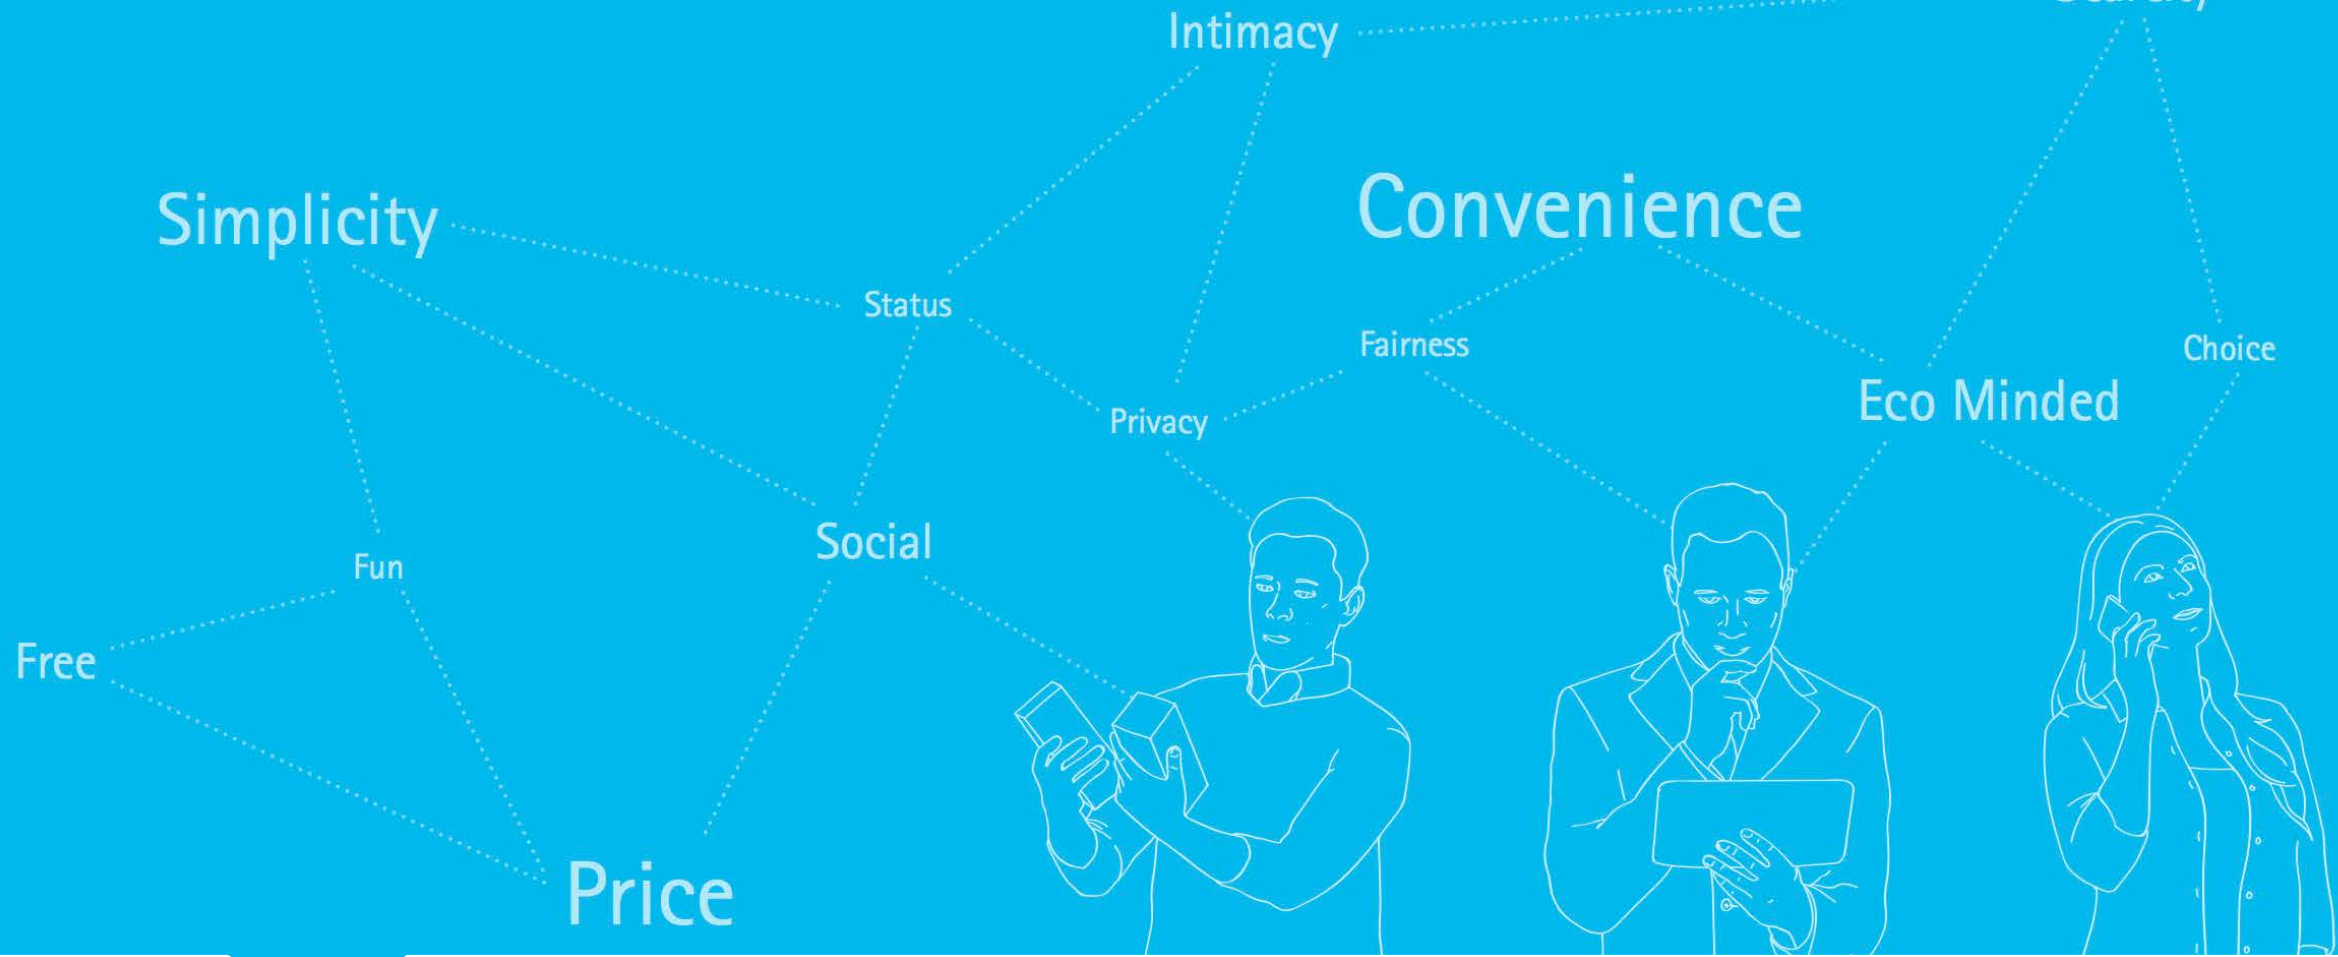 Intimacy
Simplicity
Convenience
Status
Fairness
Choice
Eco Minded
Privacy
Social
Fun
Free
Price